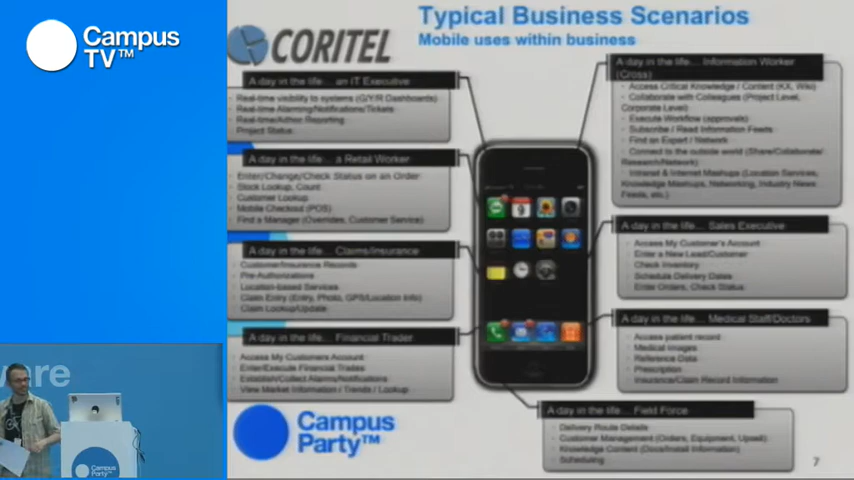 Campus
TV™
CORITEL
Typical Business Scenarios
Mobile uses within business
A day in the life... an IT Executive
Real-time visibility to systems (G/Y/R Dashboards)
Real-time Alarming/Notifications/Tickets
Real-time/Author Reporting
Project Status
A day in the life... a Retail Worker
Enter/Change/Check Status on an Order
Stock Lookup, Count
Customer Lookup
Mobile Checkout (POS)
Find a Manager (Overrides, Customer Service)
A day in the life... Claims/Insurance
Customer/Insurance Records
Pre-Authorizations
Location-based Services
Claim Entry (Entry, Photo, GPS/Location Info)
Claim Lookup/Update
A day in the life... Financial Trader
Access My Customers Account
Enter/Execute Financial Trades
Establish/Collect Alarms/Notifications
View Market Information / Trends / Lookup
A day in the life... Information Worker
(Cross)
Access Critical Knowledge / Content (KX, Wiki)
Collaborate with Colleagues (Project Level,
Corporate Level)
Execute Workflow (approvals)
Subscribe / Read Information Feeds
Find an Expert / Network
Connect to the outside world (Share/Collaborate/
Research/Network)
Intranet & Internet Mashups (Location Services,
Knowledge Mashups, Networking, Industry News
Feeds, etc.)
A day in the life... Sales Executive
Access My Customer's Account
Enter a New Lead/Customer
Check Inventory
Schedule Delivery Dates
Enter Orders, Check Status
A day in the life... Medical Staff/Doctors
Access patient record
Medical Images
Reference Data
Prescription
Insurance/Claim Record Information
A day in the life... Field Force
Delivery Route Details
Customer Management (Orders, Equipment, Upsell)
Knowledge Content (Docs/Install Information)
Scheduling
Campus
Party™
7
ware
Campus
Party™